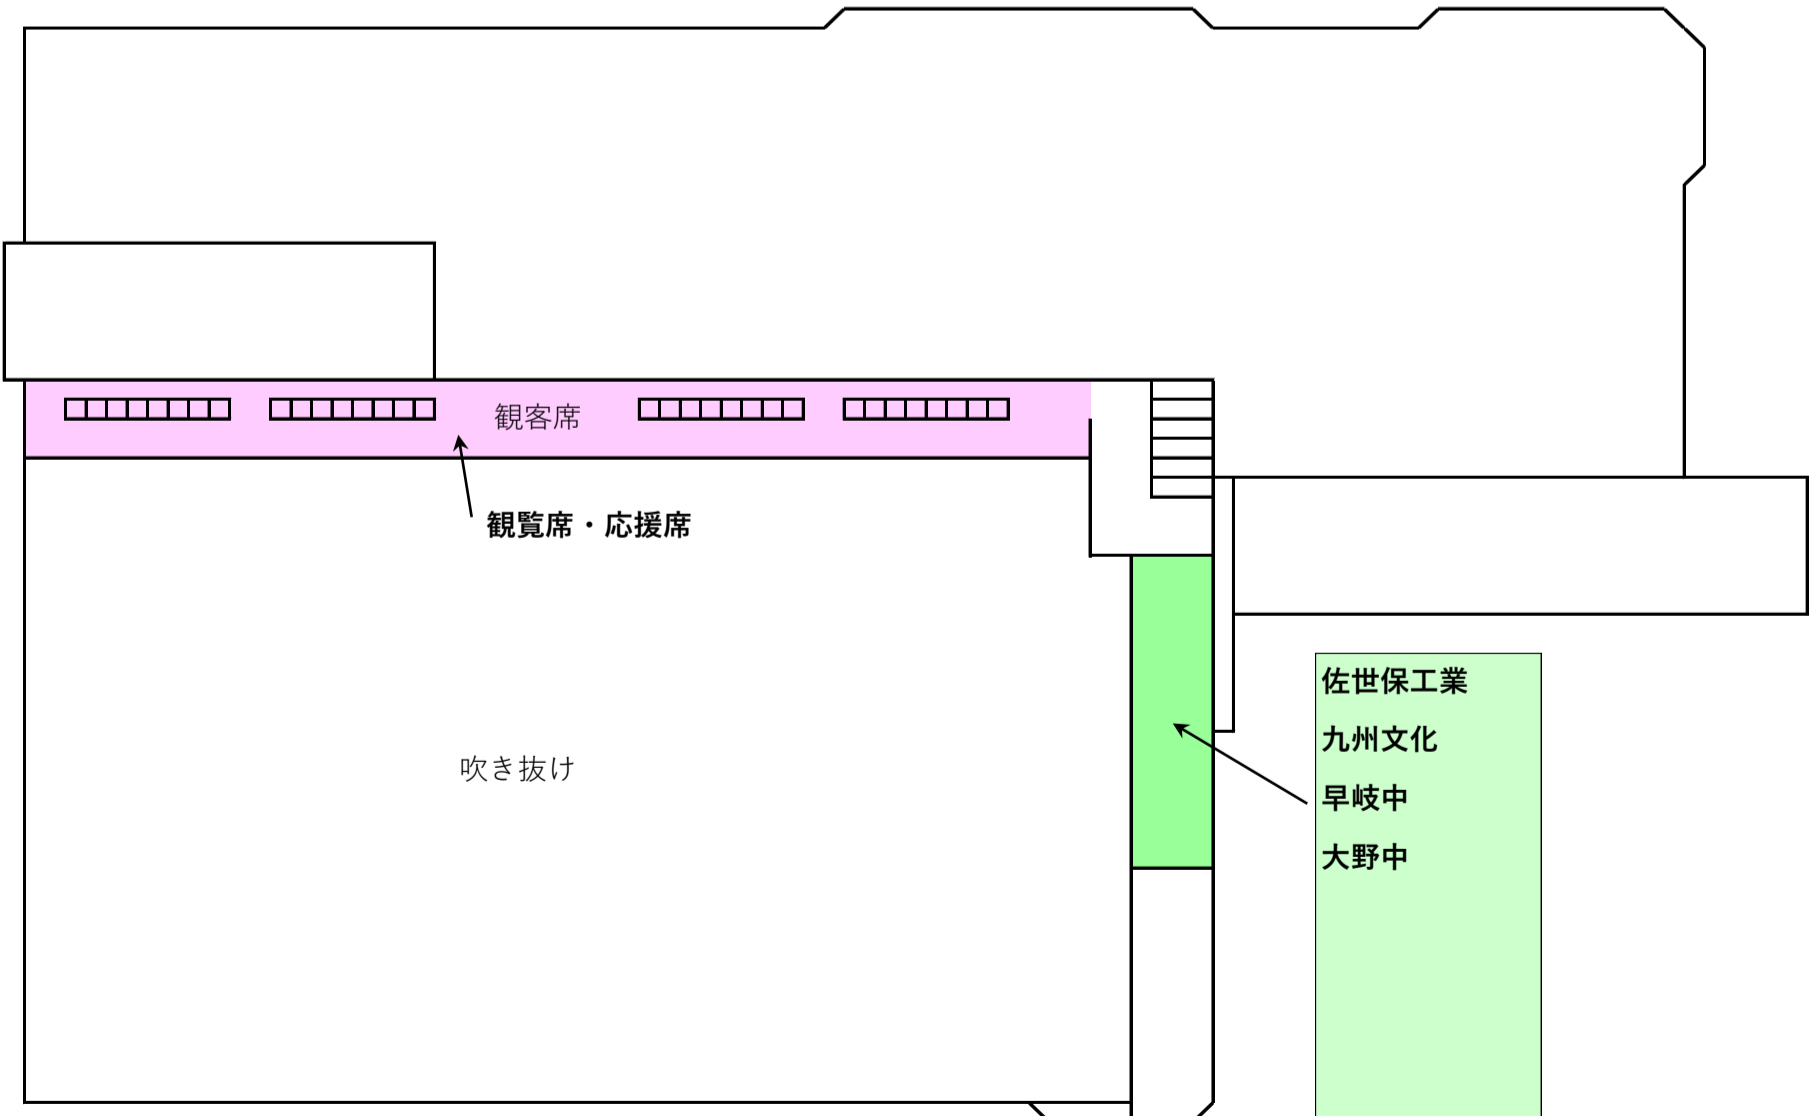 観客席
観覧席・応援席
佐世保工業
九州文化
吹き抜け
早岐中
大野中